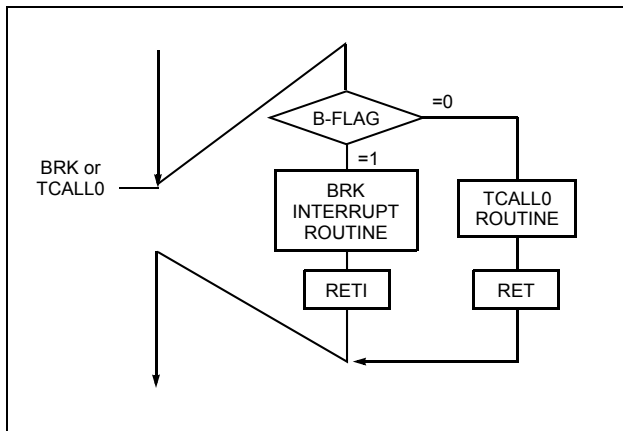 B-FLAG
=0
=1
BRK or
TCALL0
BRK
INTERRUPT
ROUTINE
TCALL0
ROUTINE
RETI
RET